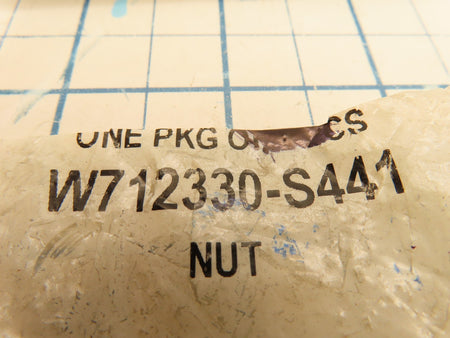 ONE PKG O CS
W712330-S441
NUT